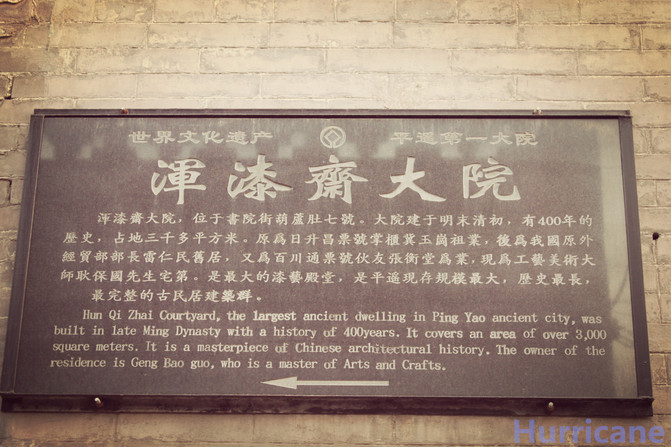 世界文化遗产 平遥第一大院
渾漆齋大院
渾漆齋大院，位于書院街葫蘆肚七號。大院建于明末清初，有400年的
歷史，占地三千多平方米。原爲日升昌票號掌櫃冀玉崗祖業，後爲我國原外
經貿部部長雷仁民舊居，又爲百川通票號伙友張衛堂爲業，現爲工藝美術大
師耿保國先生宅第。是最大的漆藝殿堂，是平遥現存規模最大，歷史最長，
最完整的古民居建築群。
Hun Qi Zhai Courtyard, the largest ancient dwelling in Ping Yao ancient city, was
built in late Ming Dynasty with a history of 400years. It covers an area of over 3,000
square meters. It is a masterpiece of Chinese architectural history. The owner of the
residence is Geng Bao guo, who is a master of Arts and Crafts.
Hurricane